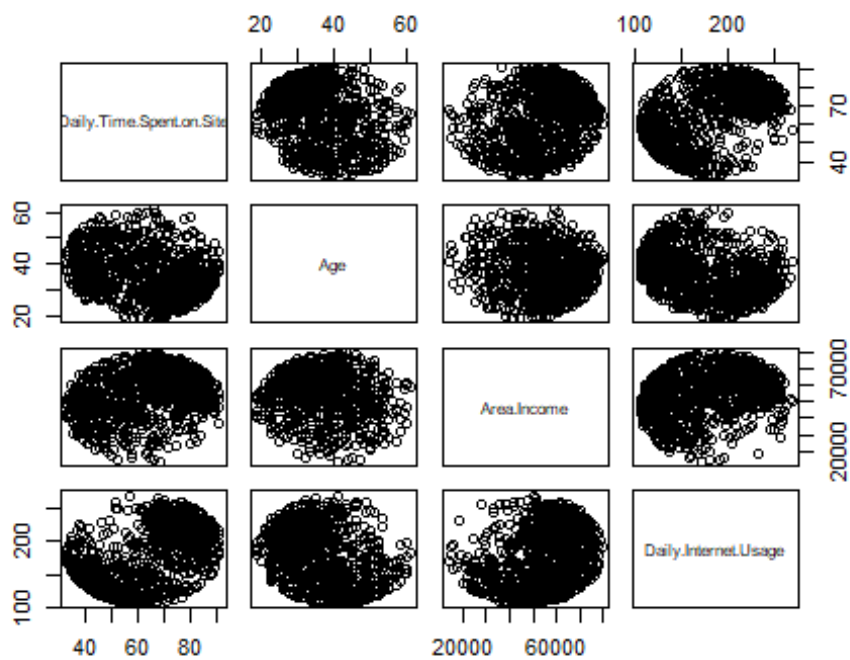 20 40 60 100 200
Daily.Time.Spent.on.Site
40 70
20 40 60
Age
Area.Income
20000 70000
100 200
Daily.Internet.Usage
40 60 80 20000 60000